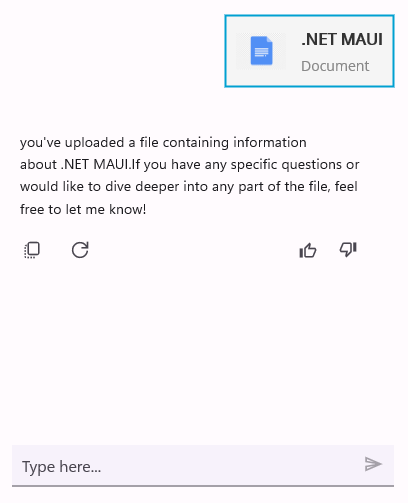 .NET MAUI
Document
you've uploaded a file containing information
about .NET MAUI.If you have any specific questions or
would like to dive deeper into any part of the file, feel
free to let me know!
Type here...